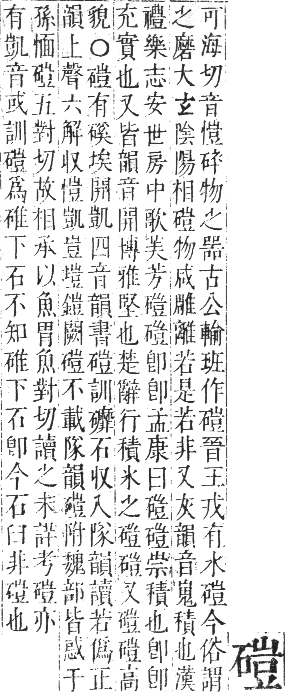 磑
可海切音愷碎物之器古公輸班作磑晉王戎有水磑今俗謂
之磨大玄陰陽相磑物咸雕離若是若非又灰韻音嵬積也漢
禮樂志安世房中歌美芳磑磑卽卽孟康曰磑磑崇積也卽卽
充實也又皆韻音開博雅堅也楚辭行積氷之磑磑又磑磑高
貌○磑有磎埃開凱四音韻書磑訓䃺石收入隊韻讀若僞正
韻上聲六解収愷凱豈塏鎧闕磑不載隊韻磑附魏部皆惑于
孫愐磑五對切故相承以魚胃魚對切讀之未詳考磑亦
有凱音或訓磑爲碓下石不知碓下石卽今石臼非磑也